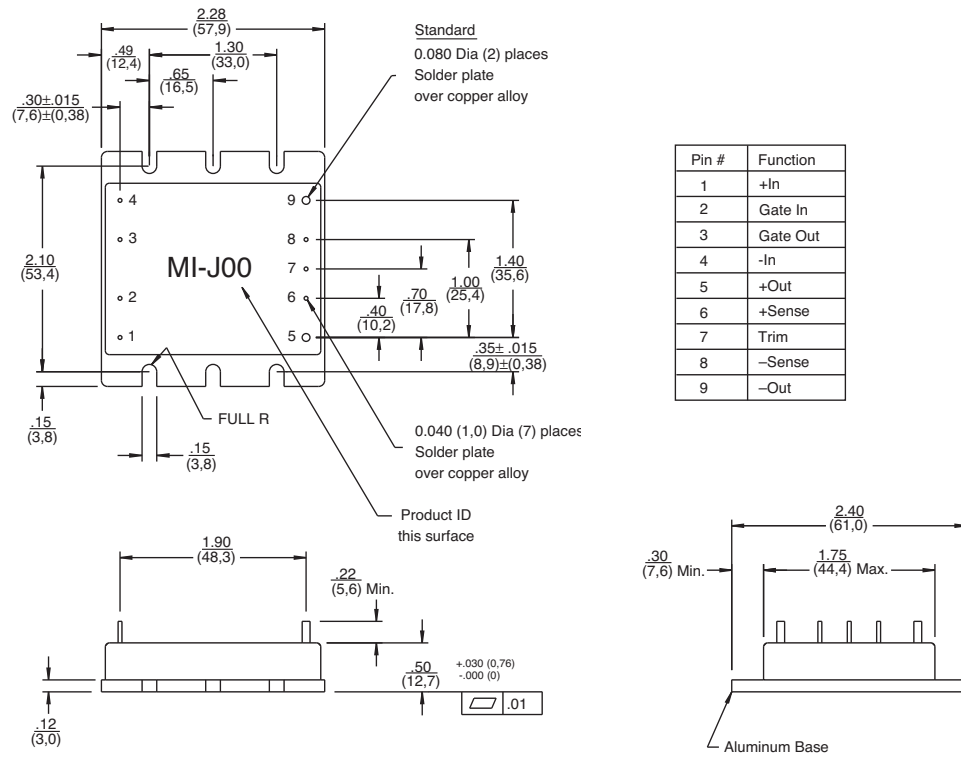 2.28
(57,9)
.49
(12,4)
1.30
(33,0)
.65
(16,5)
.30±.015
(7,6)±(0,38)
Standard
0.080 Dia (2) places
Solder plate
over copper alloy
4
3
2
1
9
8
7
6
5
MI-J00
2.10
(53,4)
.40
(10,2)
.70
(17,8)
1.00
(25,4)
1.40
(35,6)
.35± .015
(8,9)±(0,38)
.15
(3,8)
.15
(3,8)
FULL R
0.040 (1,0) Dia (7) places
Solder plate
over copper alloy
Product ID
this surface
Pin # Function
1 +In
2 Gate In
3 Gate Out
4 -In
5 +Out
6 +Sense
7 Trim
8 –Sense
9 –Out
1.90
(48,3)
.22
(5,6) Min.
.50
(12,7)
+.030 (0,76)
-.000 (0)
.01
.12
(3,0)
2.40
(61,0)
.30
(7,6) Min.
1.75
(44,4) Max.
Aluminum Base